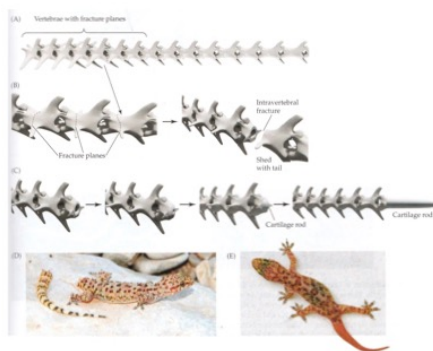 (A)
Vertebrae with fracture planes
(B)
Intravertebral
fracture
Fracture planes
Shed
with tail
(C)
Cartilage rod
Cartilage rod
(D)
(E)